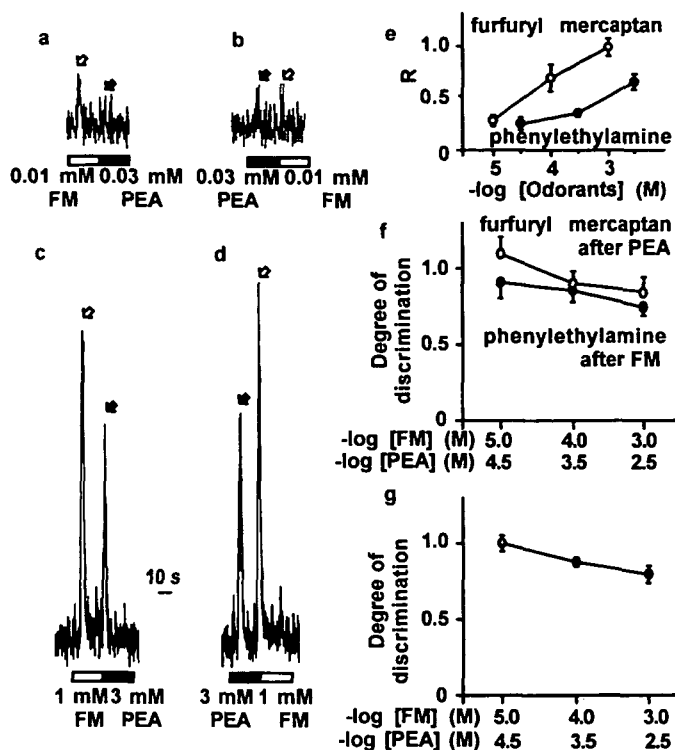 a
b
0.01 mM 0.03 mM
FM PEA
0.03 mM 0.01 mM
PEA FM
c
d
10 s
1 mM 3 mM
FM PEA
3 mM 1 mM
PEA FM
e
furfuryl mercaptan
1.0
0.5
R
phenylethylamine
5 4 3
-log [Odorants] (M)
f
furfuryl mercaptan
after PEA
1.0
0.5
0
Degree of
discrimination
phenylethylamine
after FM
-log [FM] (M) 5.0 4.0 3.0
-log [PEA] (M) 4.5 3.5 2.5
g
1.0
0.5
0
Degree of
discrimination
-log [FM] (M) 5.0 4.0 3.0
-log [PEA] (M) 4.5 3.5 2.5